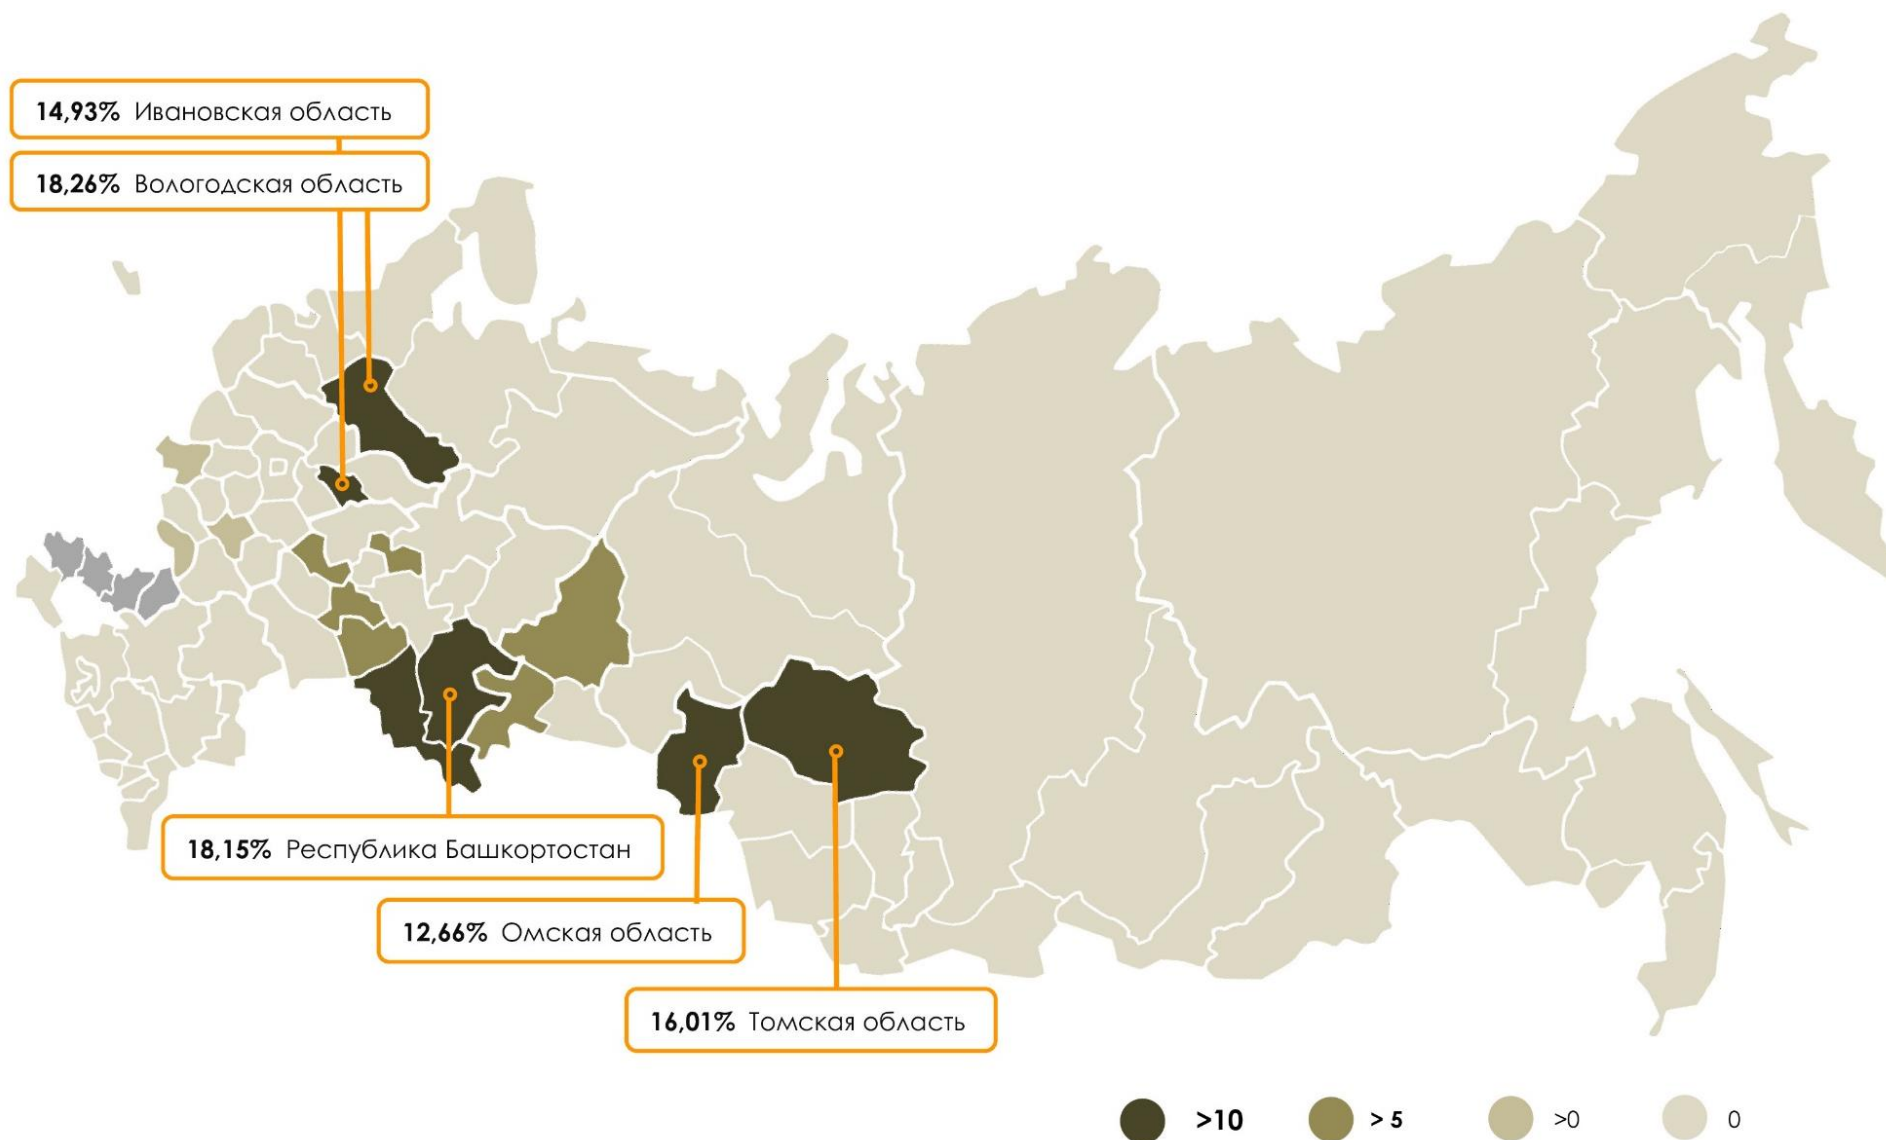 14,93% Ивановская область
18,26% Вологодская область
18,15% Республика Башкортостан
12,66% Омская область
16,01% Томская область
>10 > 5 >0 0